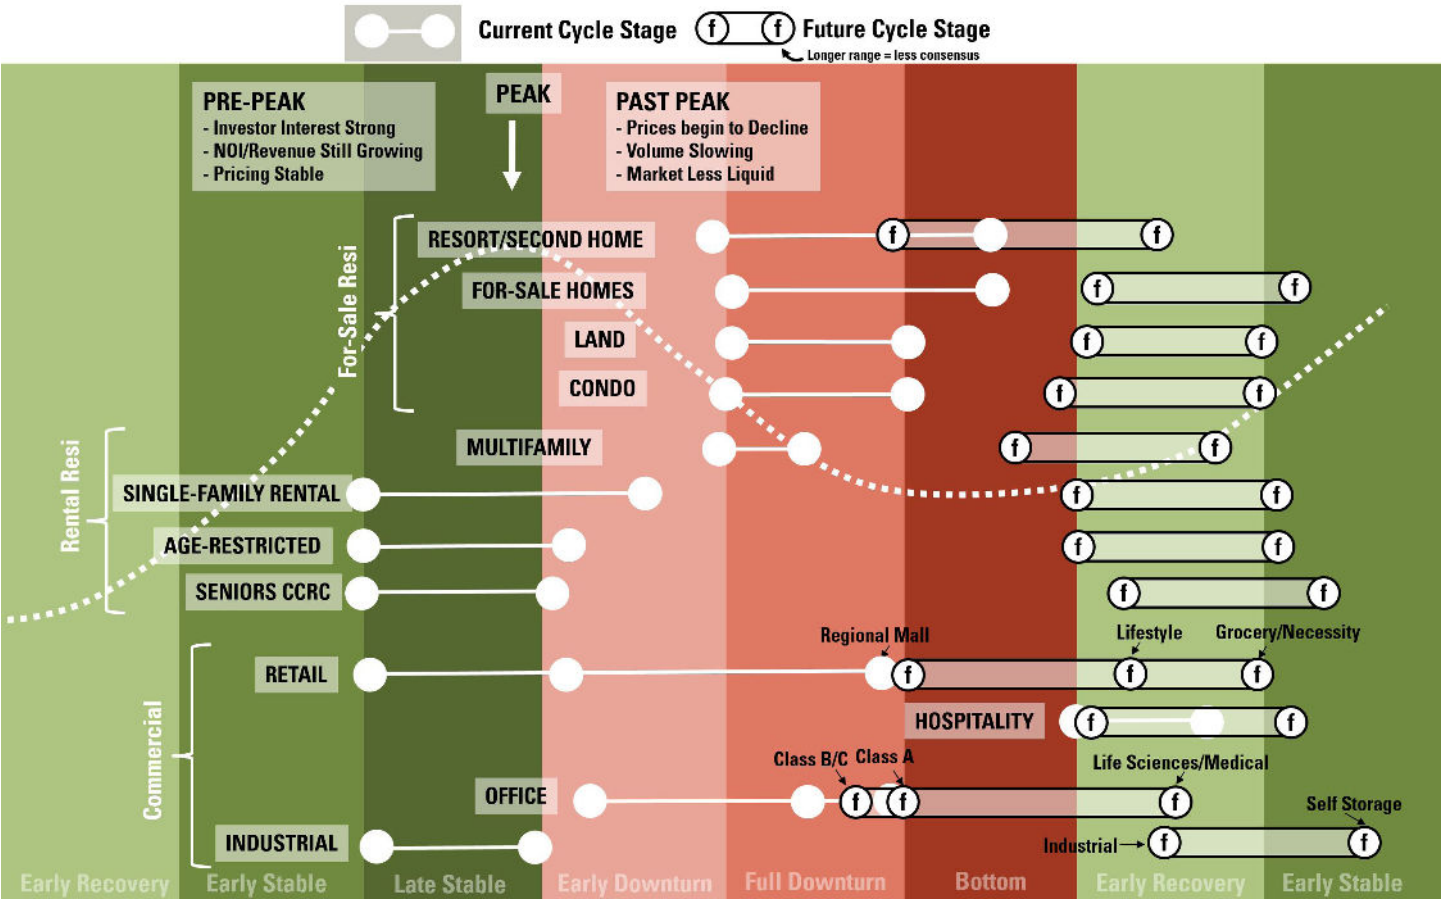 Current Cycle Stage
f f Future Cycle Stage
Longer range = less consensus
PRE-PEAK
- Investor Interest Strong
- NOI/Revenue Still Growing
- Pricing Stable
PEAK
PAST PEAK
- Prices begin to Decline
- Volume Slowing
- Market Less Liquid
For-Sale Resi
RESORT/SECOND HOME f f
FOR-SALE HOMES f f
LAND f f
CONDO f f
Rental Resi
MULTIFAMILY f f
SINGLE-FAMILY RENTAL f f
AGE-RESTRICTED f f
SENIORS CCRC f f
Commercial
Regional Mall Lifestyle Grocery/Necessity
RETAIL f f f
HOSPITALITY f f
Class B/C Class A Life Sciences/Medical
OFFICE f f f
Self Storage
INDUSTRIAL Industrial f f
Early Recovery Early Stable Late Stable Early Downturn Full Downturn Bottom Early Recovery Early Stable